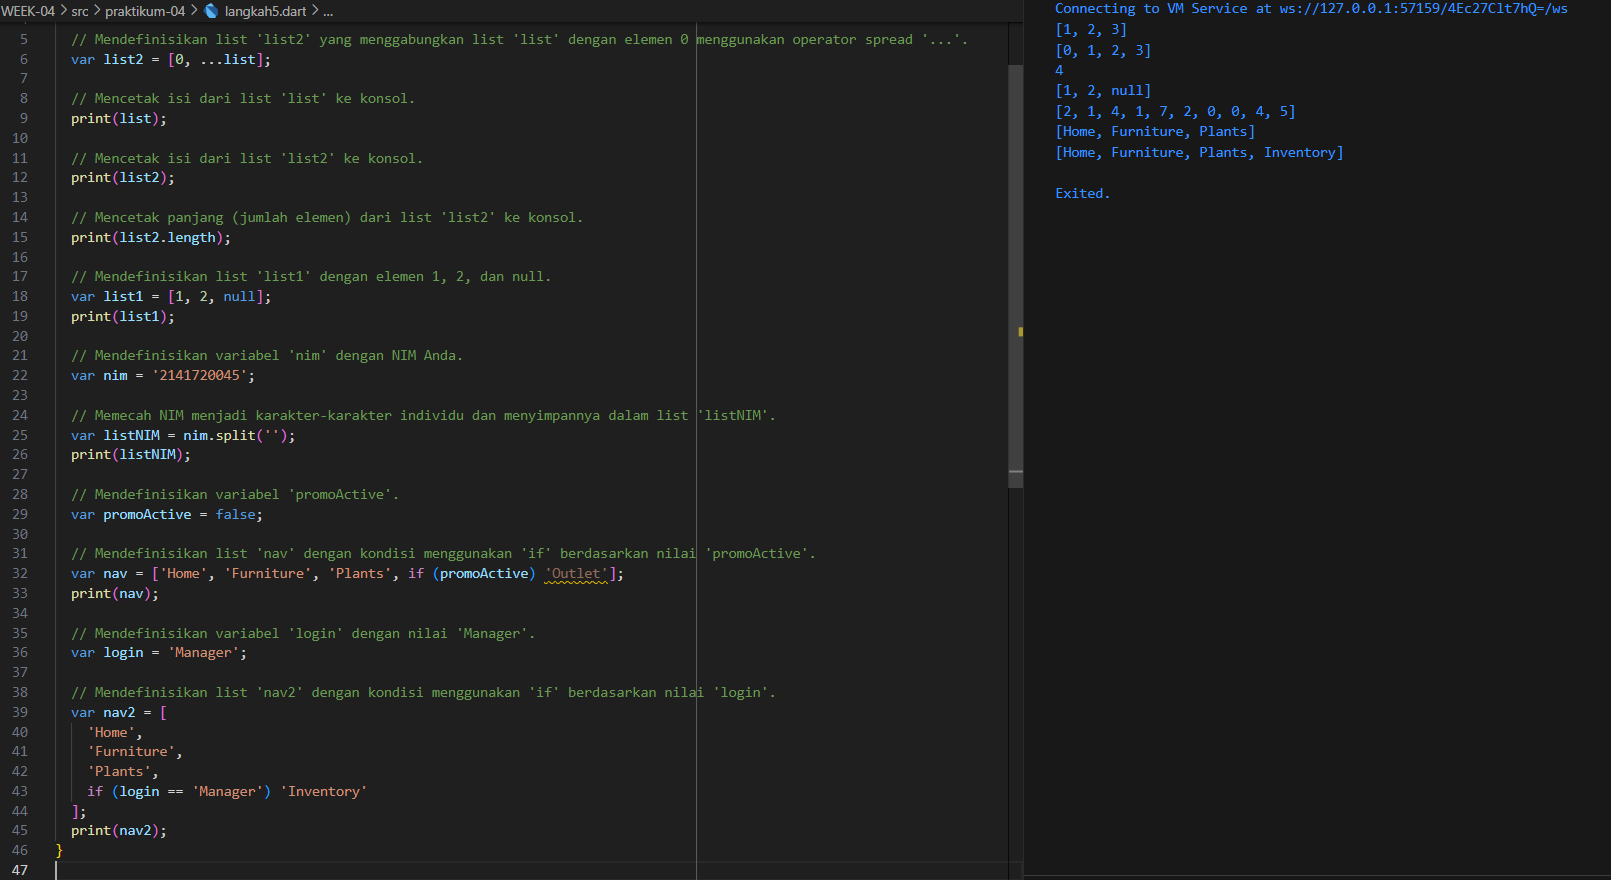 WEEK-04 > src > praktikum-04 > langkah5.dart > ...
5 // Mendefinisikan list 'list2' yang menggabungkan list 'list' dengan elemen 0 menggunakan operator spread '...'.
6 var list2 = [0, ...list];
7
8 // Mencetak isi dari list 'list' ke konsol.
9 print(list);
10
11 // Mencetak isi dari list 'list2' ke konsol.
12 print(list2);
13
14 // Mencetak panjang (jumlah elemen) dari list 'list2' ke konsol.
15 print(list2.length);
16
17 // Mendefinisikan list 'list1' dengan elemen 1, 2, dan null.
18 var list1 = [1, 2, null];
19 print(list1);
20
21 // Mendefinisikan variabel 'nim' dengan NIM Anda.
22 var nim = '2141720045';
23
24 // Memecah NIM menjadi karakter-karakter individu dan menyimpannya dalam list 'listNIM'.
25 var listNIM = nim.split('');
26 print(listNIM);
27
28 // Mendefinisikan variabel 'promoActive'.
29 var promoActive = false;
30
31 // Mendefinisikan list 'nav' dengan kondisi menggunakan 'if' berdasarkan nilai 'promoActive'.
32 var nav = ['Home', 'Furniture', 'Plants', if (promoActive) 'Outlet'];
33 print(nav);
34
35 // Mendefinisikan variabel 'login' dengan nilai 'Manager'.
36 var login = 'Manager';
37
38 // Mendefinisikan list 'nav2' dengan kondisi menggunakan 'if' berdasarkan nilai 'login'.
39 var nav2 = [
40 'Home',
41 'Furniture',
42 'Plants',
43 if (login == 'Manager') 'Inventory'
44 ];
45 print(nav2);
46 }
47
Connecting to VM Service at ws://127.0.0.1:57159/4Ec27Clt7hQ=/ws
[1, 2, 3]
[0, 1, 2, 3]
4
[1, 2, null]
[2, 1, 4, 1, 7, 2, 0, 0, 4, 5]
[Home, Furniture, Plants]
[Home, Furniture, Plants, Inventory]
Exited.